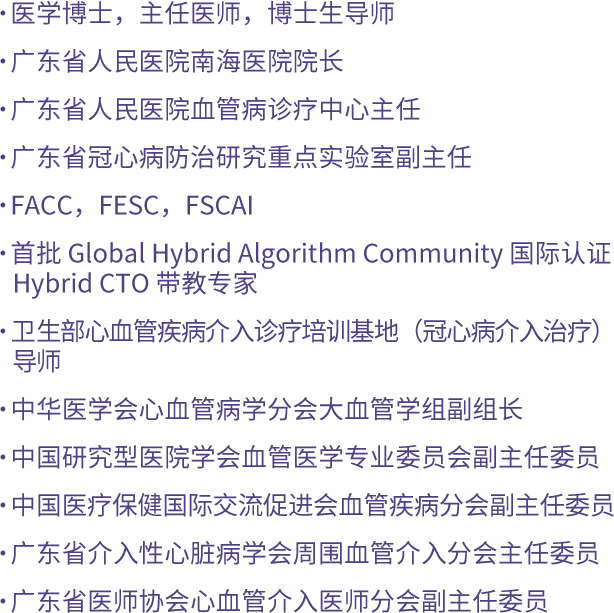 · 医学博士，主任医师，博士生导师
· 广东省人民医院南海医院院长
· 广东省人民医院血管病诊疗中心主任
· 广东省冠心病防治研究重点实验室副主任
· FACC，FESC，FSCAI
· 首批 Global Hybrid Algorithm Community 国际认证
Hybrid CTO 带教专家
· 卫生部心血管疾病介入诊疗培训基地（冠心病介入治疗）
导师
· 中华医学会心血管病学分会大血管学组副组长
· 中国研究型医院学会血管医学专业委员会副主任委员
· 中国医疗保健国际交流促进会血管疾病分会副主任委员
· 广东省介入性心脏病学会周围血管介入分会主任委员
· 广东省医师协会心血管介入医师分会副主任委员